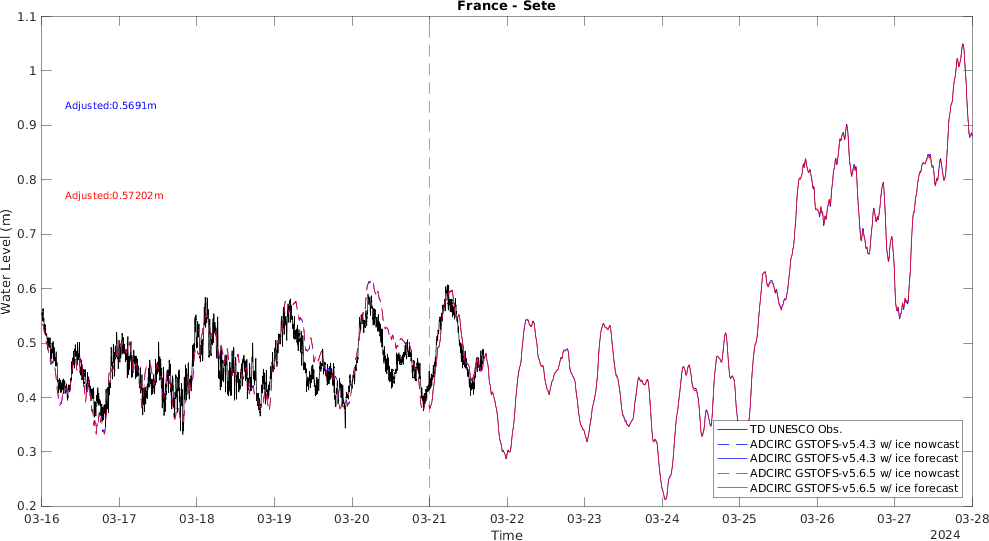 France - Sete
1.1
1
0.9
0.8
0.7
0.6
0.5
0.4
0.3
0.2
Water Level (m)
Adjusted:0.5691m
Adjusted:0.57202m
TD UNESCO Obs.
ADCIRC GSTOFS-v5.4.3 w/ ice nowcast
ADCIRC GSTOFS-v5.4.3 w/ ice forecast
ADCIRC GSTOFS-v5.6.5 w/ ice nowcast
ADCIRC GSTOFS-v5.6.5 w/ ice forecast
03-16 03-17 03-18 03-19 03-20 03-21 03-22 03-23 03-24 03-25 03-26 03-27 03-28
Time
2024